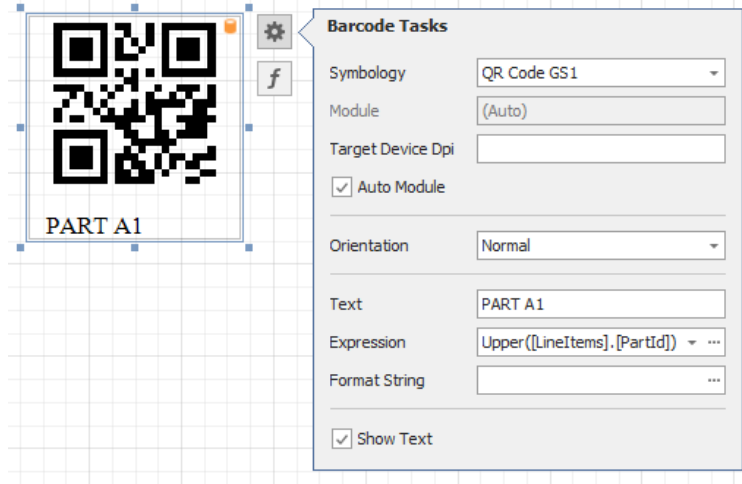 Barcode Tasks
Symbology QR Code GS1
Module (Auto)
Target Device Dpi
Auto Module
PART A1
Orientation Normal
Text PART A1
Expression Upper([LineItems].[PartId]) ...
Format String ...
Show Text
f